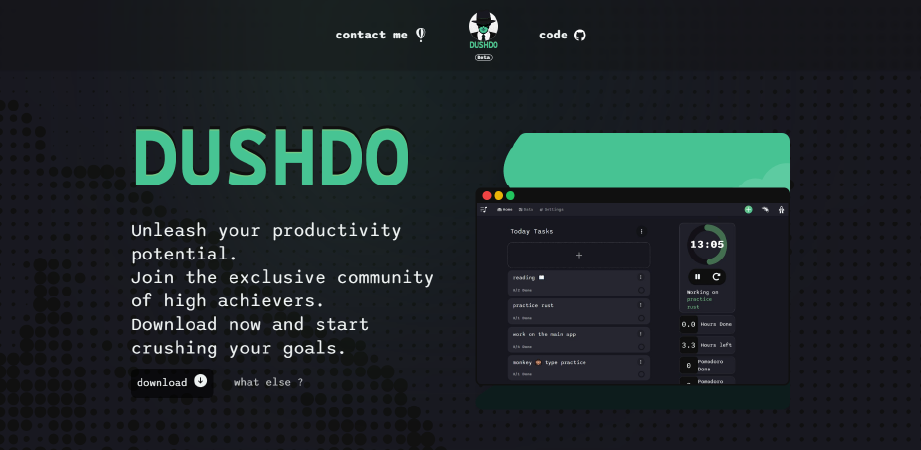 contact me
DUSHDO
Beta
code
DUSHDO
Unleash your productivity
potential.
Join the exclusive community
of high achievers.
Download now and start
crushing your goals.
download
what else ?
Home
Data
Settings
Today Tasks
+
reading
0/1 Done
practice rust
0/1 Done
work on the main app
0/1 Done
monkey type practice
0/1 Done
13:05
Working on
practice
rust
0.0 Hours Done
3.3 Hours left
0 Pomodoro
Done
Pomodoro